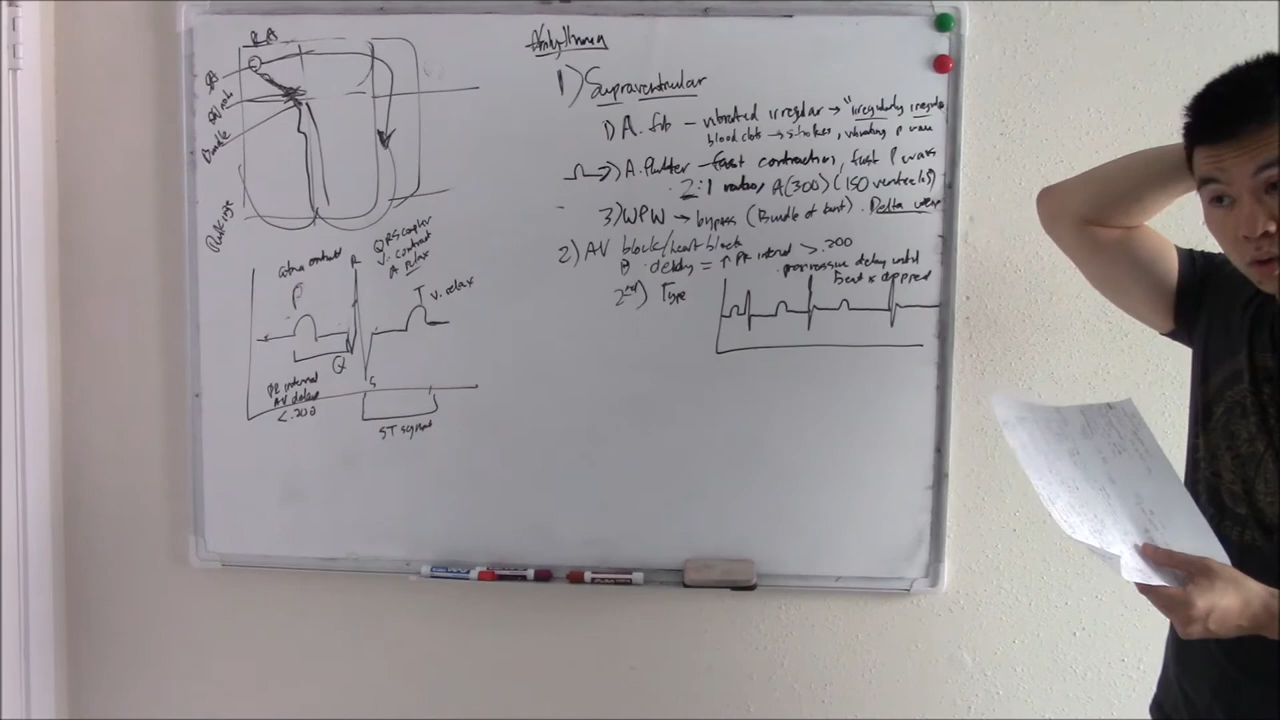 RA
SA
AV node
Bundle
Purkinje
atria contract
P
R
QRS complex
V. contract
A relax
T
V. relax
Q
S
PR interval
AV delay
<.200
ST segment
Arrhythmia
1) Supraventricular
1) A. fib - vibrated irregular → "irregularly irregular
blood clots → strokes, vibrating p wave
→) A. flutter - fast contraction, fast P waves
2:1 ratio, A(300) (150 ventricles)
3) WPW → bypass (Bundle of Kent). Delta wave
2) AV block/heart block
delay = ↑ PR interval >.200
progressive delay until
beat is dropped
2nd) Type